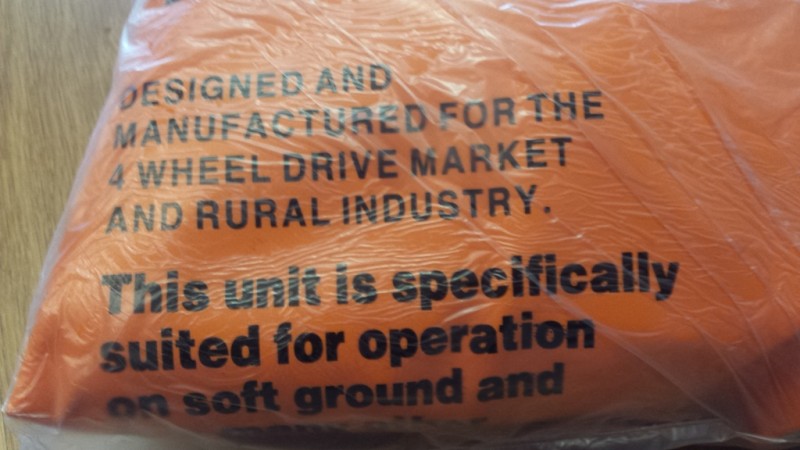 DESIGNED AND
MANUFACTURED FOR THE
4 WHEEL DRIVE MARKET
AND RURAL INDUSTRY.
This unit is specifically
suited for operation
on soft ground and